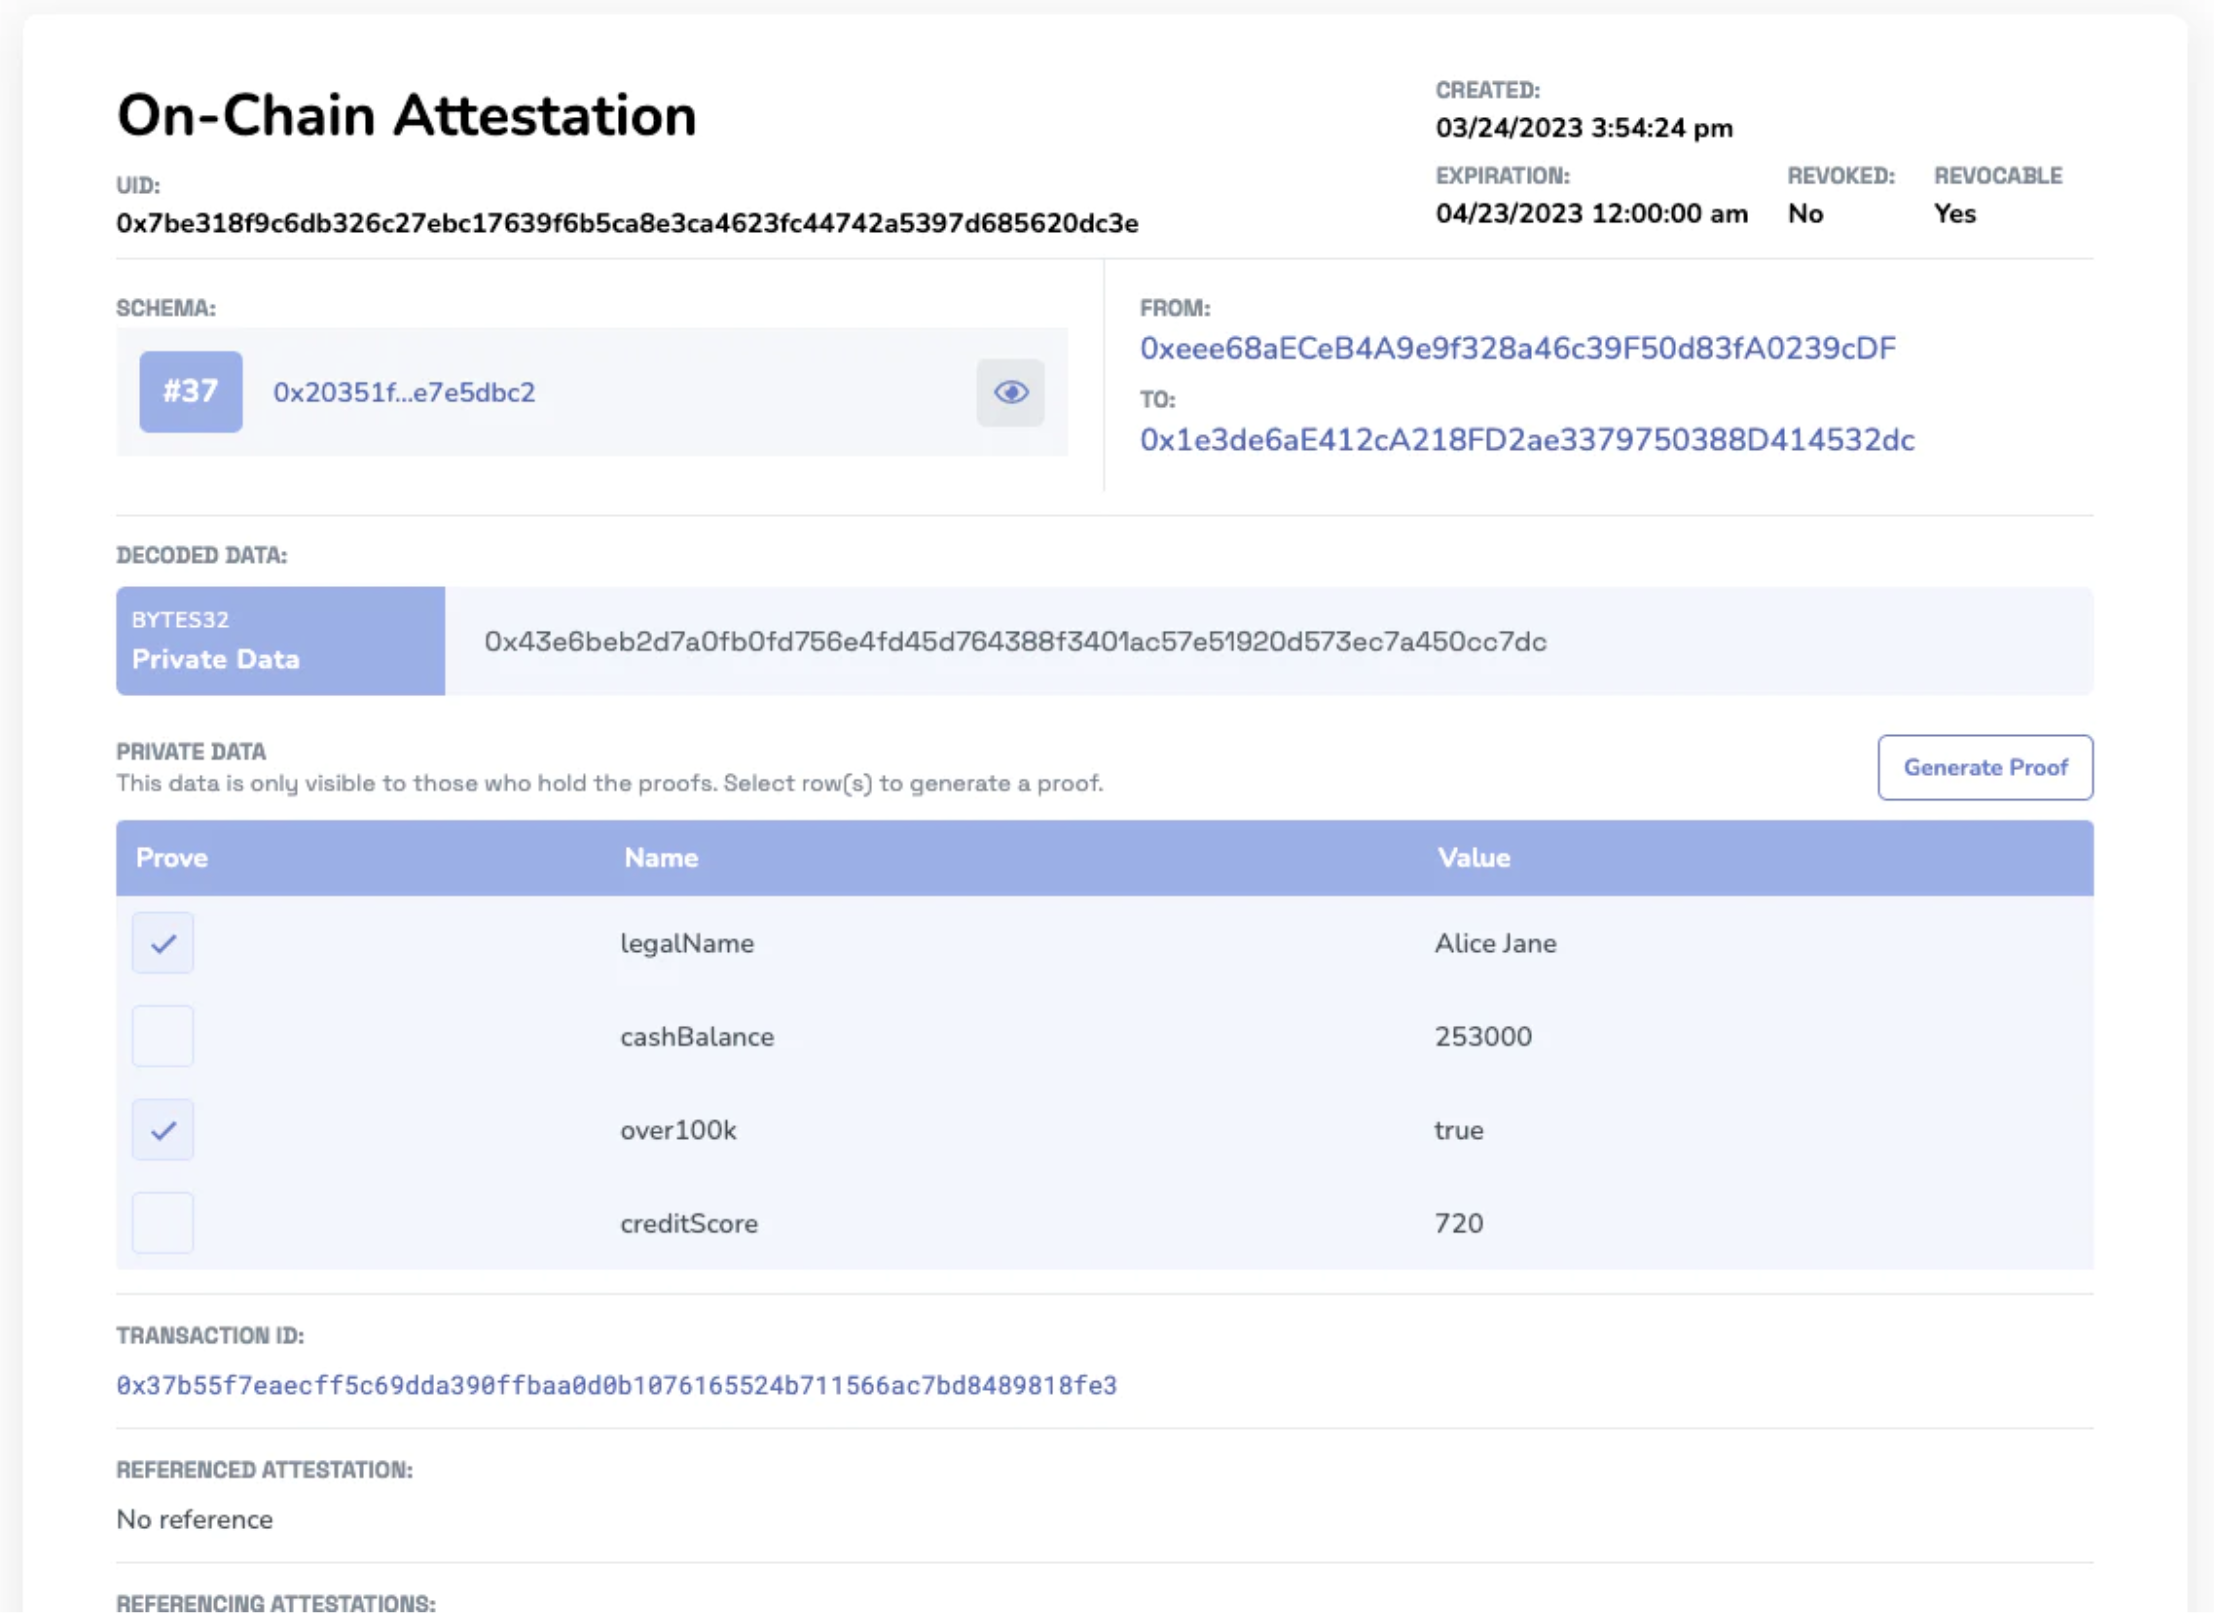 On-Chain Attestation
UID:
0x7be318f9c6db326c27ebc17639f6b5ca8e3ca4623fc44742a5397d685620dc3e
CREATED:
03/24/2023 3:54:24 pm
EXPIRATION: REVOKED: REVOCABLE
04/23/2023 12:00:00 am No Yes
SCHEMA:
#37 0x20351f...e7e5dbc2
FROM:
0xeee68aECeB4A9e9f328a46c39F50d83fA0239cDF
TO:
0x1e3de6aE412cA218FD2ae3379750388D414532dc
DECODED DATA:
BYTES32
Private Data
0x43e6beb2d7a0fb0fd756e4fd45d764388f3401ac57e51920d573ec7a450cc7dc
PRIVATE DATA
This data is only visible to those who hold the proofs. Select row(s) to generate a proof.
Generate Proof
Prove Name Value
legalName Alice Jane
cashBalance 253000
over100k true
creditScore 720
TRANSACTION ID:
0x37b55f7eaecff5c69dda390ffbaa0d0b1076165524b711566ac7bd8489818fe3
REFERENCED ATTESTATION:
No reference
REFERENCING ATTESTATIONS: